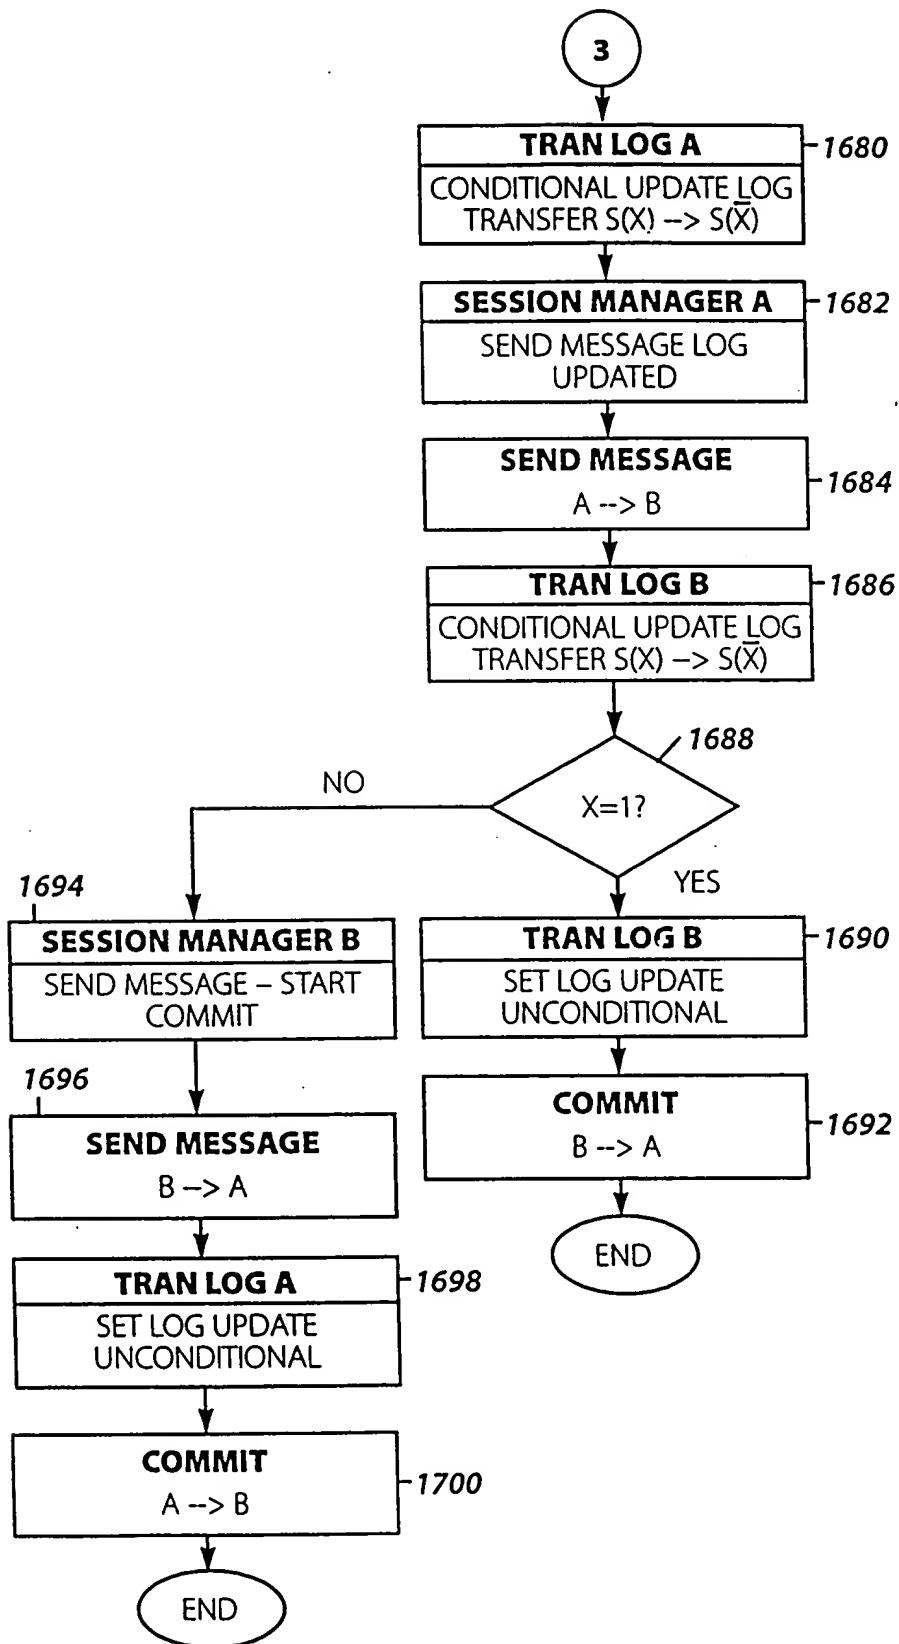 3
TRAN LOG A
1680
CONDITIONAL UPDATE LOG
TRANSFER S(X) --> S(X̅)
SESSION MANAGER A
1682
SEND MESSAGE LOG
UPDATED
SEND MESSAGE
1684
A --> B
TRAN LOG B
1686
CONDITIONAL UPDATE LOG
TRANSFER S(X) –> S(X̅)
1688
X=1?
NO
YES
1694
SESSION MANAGER B
SEND MESSAGE – START
COMMIT
1696
SEND MESSAGE
B –> A
TRAN LOG A
1698
SET LOG UPDATE
UNCONDITIONAL
COMMIT
1700
A --> B
END
TRAN LOG B
1690
SET LOG UPDATE
UNCONDITIONAL
COMMIT
1692
B –> A
END